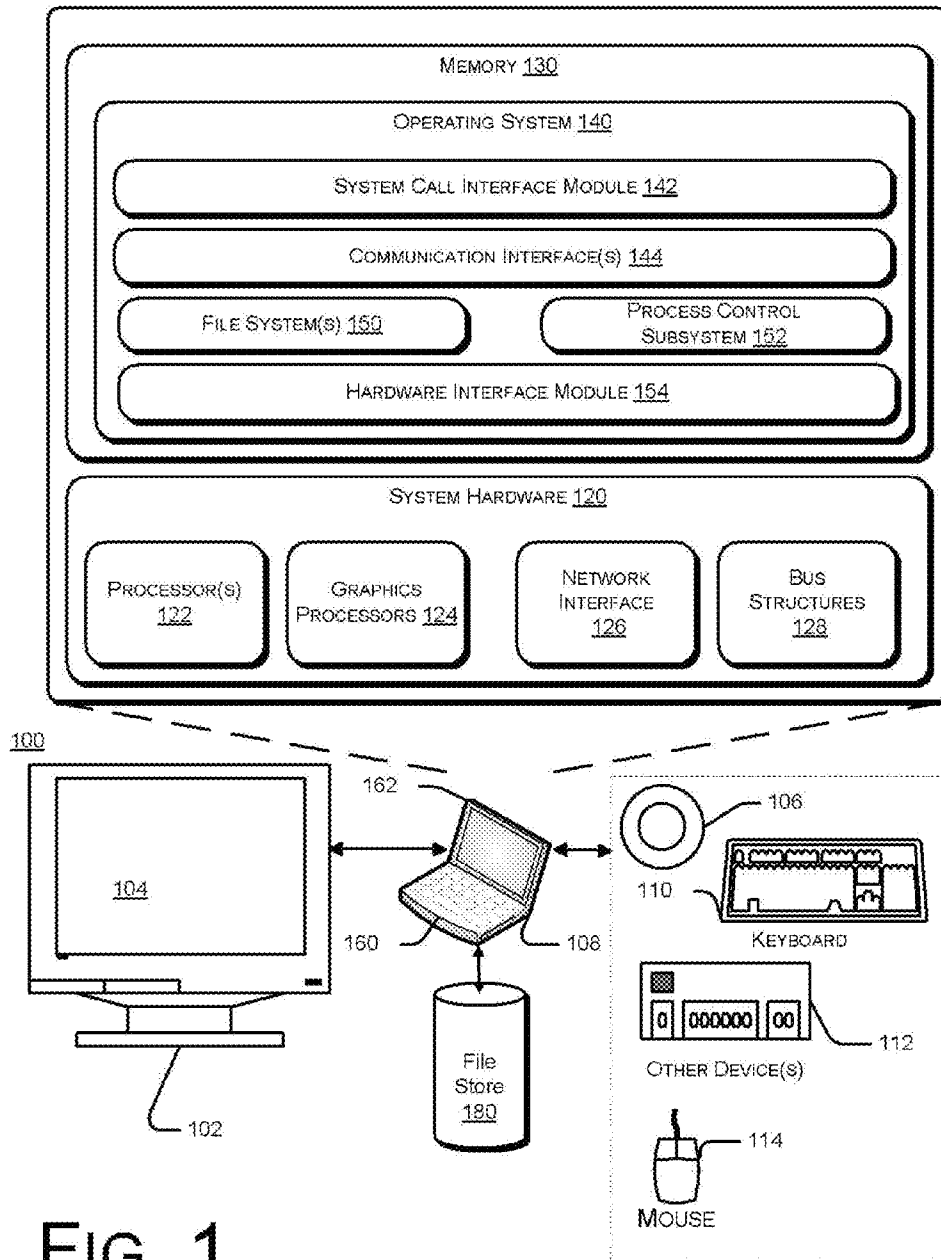 MEMORY 130
OPERATING SYSTEM 140
SYSTEM CALL INTERFACE MODULE 142
COMMUNICATION INTERFACE(S) 144
FILE SYSTEM(S) 150
PROCESS CONTROL
SUBSYSTEM 152
HARDWARE INTERFACE MODULE 154
SYSTEM HARDWARE 120
PROCESSOR(S)
122
GRAPHICS
PROCESSORS 124
NETWORK
INTERFACE
126
BUS
STRUCTURES
128
100
162
106
104
110
160
108
KEYBOARD
0 000000 00
112
OTHER DEVICE(S)
File
Store
180
102
114
MOUSE
FIG. 1